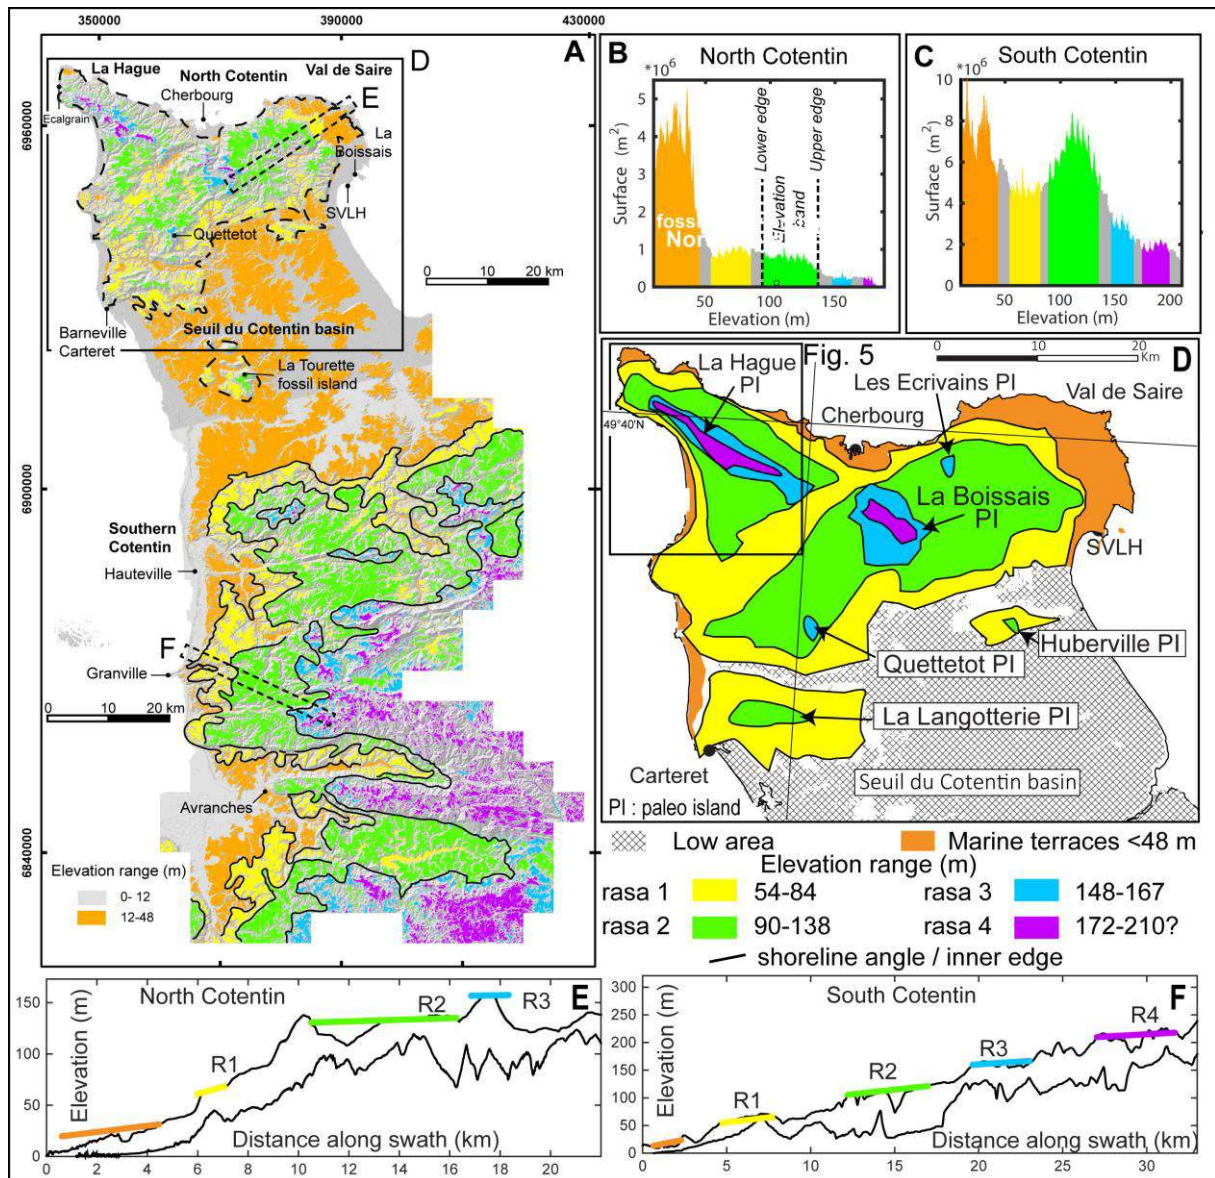 350000
390000
430000
6960000
6900000
6840000
A
D
La Hague
North Cotentin
Val de Saire
Cherbourg
E
Ecalgrain
La
Boissais
SVLH
Quettetot
0 10 20 km
Barneville
Carteret
Seuil du Cotentin basin
La Tourette
fossil island
Southern
Cotentin
Hauteville
F
Granville
0 10 20 km
Avranches
Elevation range (m)
0- 12
12-48
B
North Cotentin
*10⁶
Surface (m²)
5
4
3
2
1
0
Lower edge
Elevation
band
Upper edge
fossi
Nor
50 100 150
Elevation (m)
C
South Cotentin
*10⁶
Surface (m²)
10
8
6
4
2
0
50 100 150 200
Elevation (m)
D
Fig. 5
0 10 20
Km
La Hague
PI
Les Ecrivains PI
Val de Saire
Cherbourg
49°40'N
La Boissais
PI
SVLH
Quettetot PI
Huberville PI
La Langotterie PI
Carteret
Seuil du Cotentin basin
PI : paleo island
Low area
Marine terraces <48 m
Elevation range (m)
rasa 1 54-84
rasa 3 148-167
rasa 2 90-138
rasa 4 172-210?
shoreline angle / inner edge
E
North Cotentin
Elevation (m)
150
100
50
0
R1
R2
R3
Distance along swath (km)
0 2 4 6 8 10 12 14 16 18 20
F
South Cotentin
Elevation (m)
300
250
200
150
100
50
0
R1
R2
R3
R4
Distance along swath (km)
0 5 10 15 20 25 30